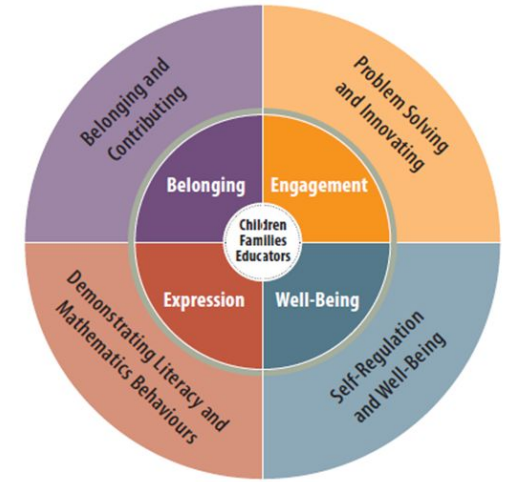 Belonging and
Contributing
Problem Solving
and Innovating
Belonging
Engagement
Children
Families
Educators
Expression
Well-Being
Demonstrating Literacy and
Mathematics Behaviours
Self-Regulation
and Well-Being